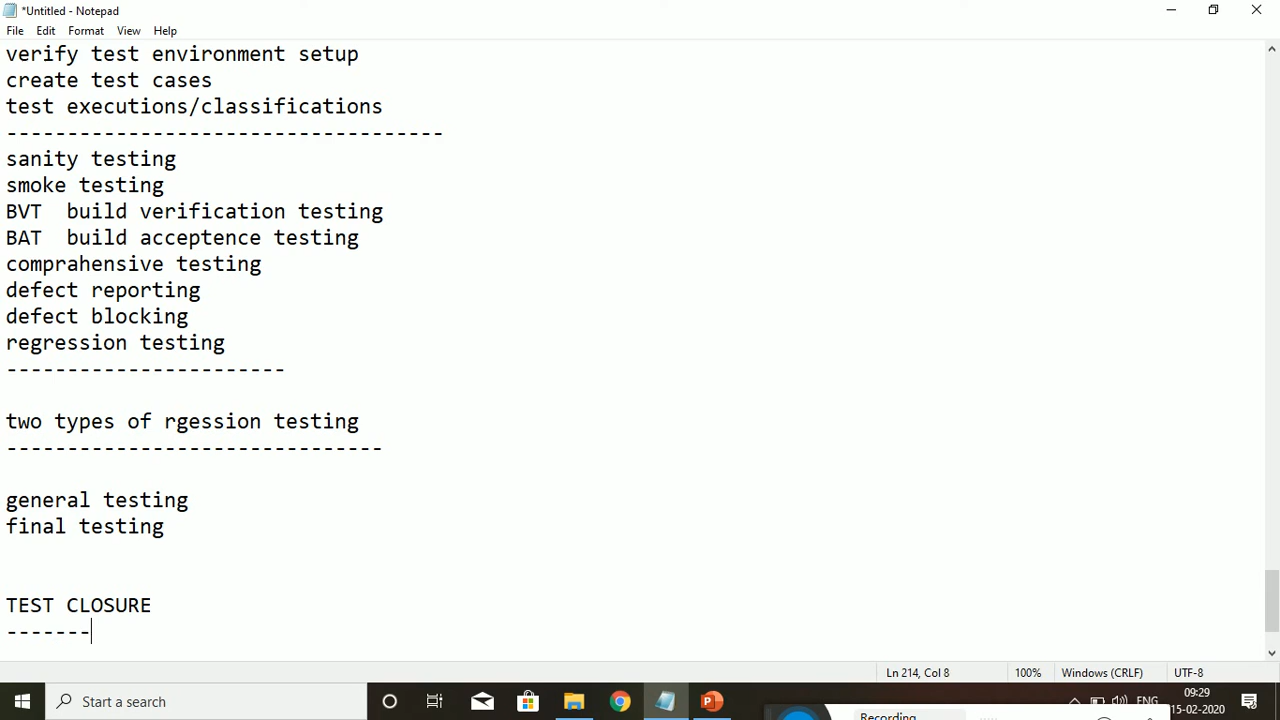 *Untitled - Notepad
File Edit Format View Help
verify test environment setup
create test cases
test executions/classifications
------------------------------------
sanity testing
smoke testing
BVT  build verification testing
BAT  build acceptence testing
comprahensive testing
defect reporting
defect blocking
regression testing
-----------------------
two types of rgession testing
-------------------------------
general testing
final testing
TEST CLOSURE
-------
Ln 214, Col 8 100% Windows (CRLF) UTF-8
Start a search
ENG
09:29
15-02-2020
Recording